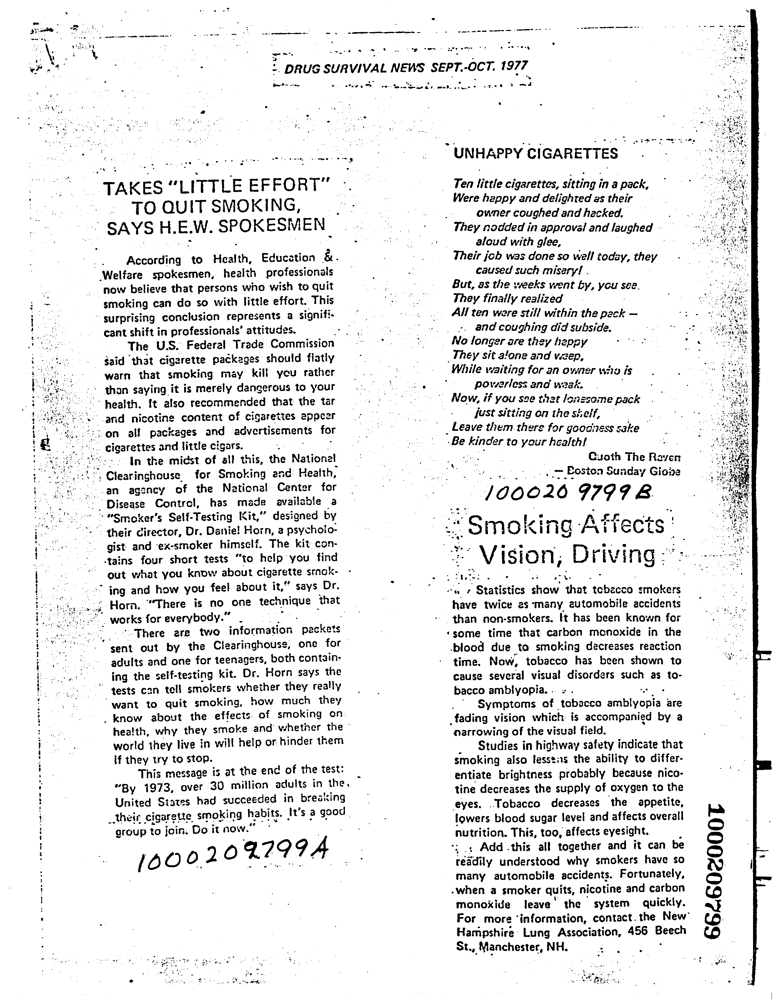 DRUG SURVIVAL NEWS SEPT.-OCT. 1977
TAKES "LITTLE EFFORT"
TO QUIT SMOKING,
SAYS H.E.W. SPOKESMEN
According to Health, Education &
Welfare spokesmen, health professionals
now believe that persons who wish to quit
smoking can do so with little effort. This
surprising conclusion represents a signifi-
cant shift in professionals' attitudes.
The U.S. Federal Trade Commission
said that cigarette packages should flatly
warn that smoking may kill you rather
than saying it is merely dangerous to your
health. It also recommended that the tar
and nicotine content of cigarettes appear
on all packages and advertisements for
cigarettes and little cigars.
In the midst of all this, the National
Clearinghouse for Smoking and Health,
an agency of the National Center for
Disease Control, has made available a
"Smoker's Self-Testing Kit," designed by
their director, Dr. Daniel Horn, a psycholo-
gist and ex-smoker himself. The kit con-
tains four short tests "to help you find
out what you know about cigarette smok-
ing and how you feel about it," says Dr.
Horn. "There is no one technique that
works for everybody."
There are two information packets
sent out by the Clearinghouse, one for
adults and one for teenagers, both contain-
ing the self-testing kit. Dr. Horn says the
tests can tell smokers whether they really
want to quit smoking, how much they
know about the effects of smoking on
health, why they smoke and whether the
world they live in will help or hinder them
if they try to stop.
This message is at the end of the test:
"By 1973, over 30 million adults in the
United States had succeeded in breaking
their cigarette smoking habits. It's a good
group to join. Do it now."
1000209799A
UNHAPPY CIGARETTES
Ten little cigarettes, sitting in a pack,
Were happy and delighted as their
owner coughed and hacked.
They nodded in approval and laughed
aloud with glee,
Their job was done so well today, they
caused such misery!
But, as the weeks went by, you see,
They finally realized
All ten were still within the pack —
and coughing did subside.
No longer are they happy
They sit alone and weep,
While waiting for an owner who is
powerless and weak.
Now, if you see that lonesome pack
just sitting on the shelf,
Leave them there for goodness sake
Be kinder to your health!
Quoth The Raven
— Boston Sunday Globe
100020 9799B
Smoking Affects
Vision, Driving
Statistics show that tobacco smokers
have twice as many automobile accidents
than non-smokers. It has been known for
some time that carbon monoxide in the
blood due to smoking decreases reaction
time. Now, tobacco has been shown to
cause several visual disorders such as to-
bacco amblyopia.
Symptoms of tobacco amblyopia are
fading vision which is accompanied by a
narrowing of the visual field.
Studies in highway safety indicate that
smoking also lessens the ability to differ-
entiate brightness probably because nico-
tine decreases the supply of oxygen to the
eyes. Tobacco decreases the appetite,
lowers blood sugar level and affects overall
nutrition. This, too, affects eyesight.
Add this all together and it can be
readily understood why smokers have so
many automobile accidents. Fortunately,
when a smoker quits, nicotine and carbon
monoxide leave the system quickly.
For more information, contact the New
Hampshire Lung Association, 456 Beech
St., Manchester, NH.
1000209799